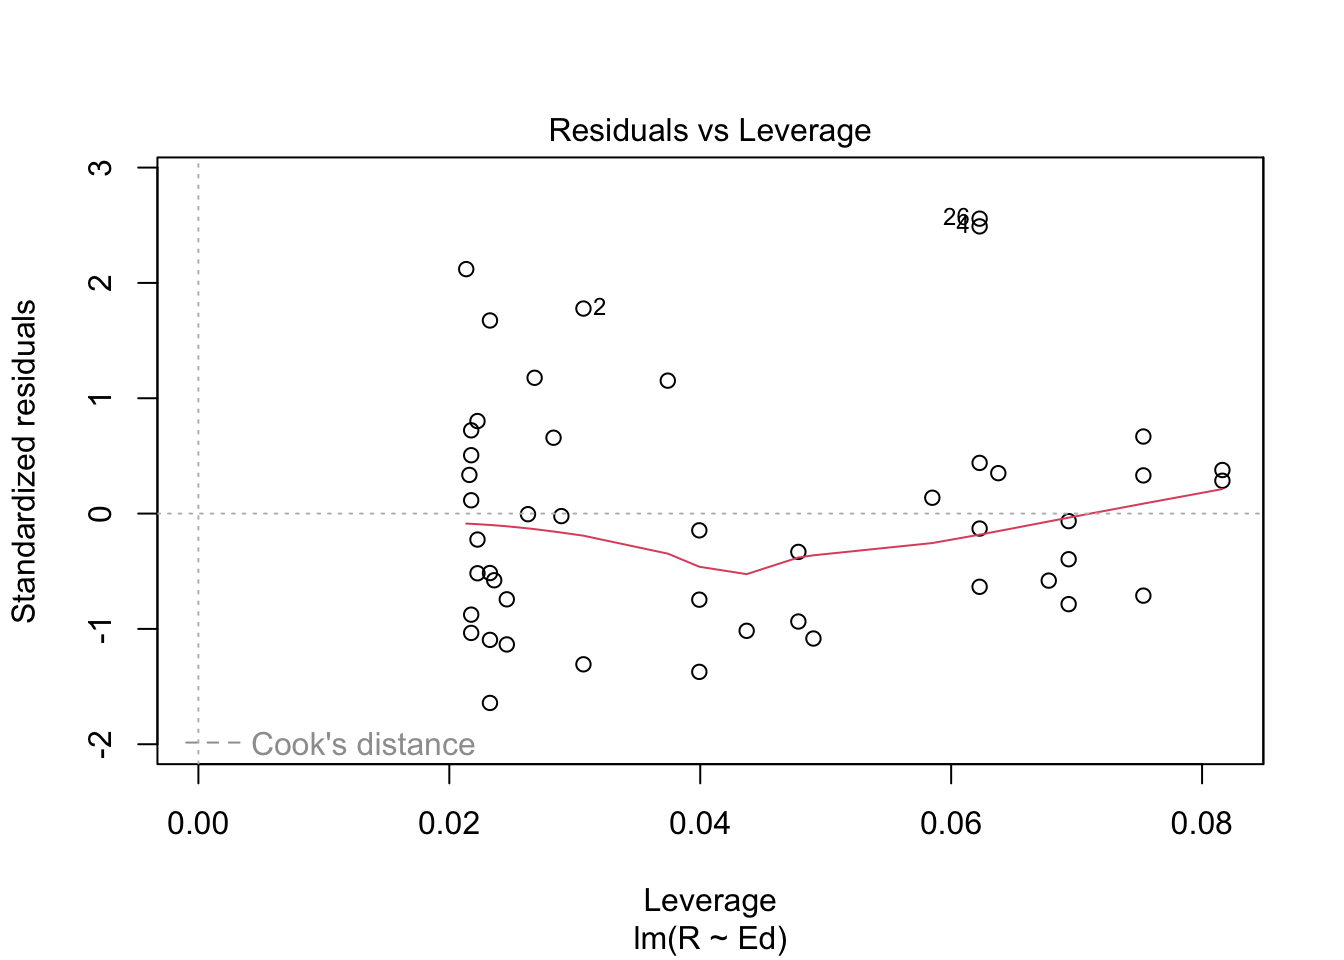 Residuals vs Leverage
Standardized residuals
3
2
1
0
-1
-2
26
4
2
Cook's distance
0.00 0.02 0.04 0.06 0.08
Leverage
lm(R ~ Ed)